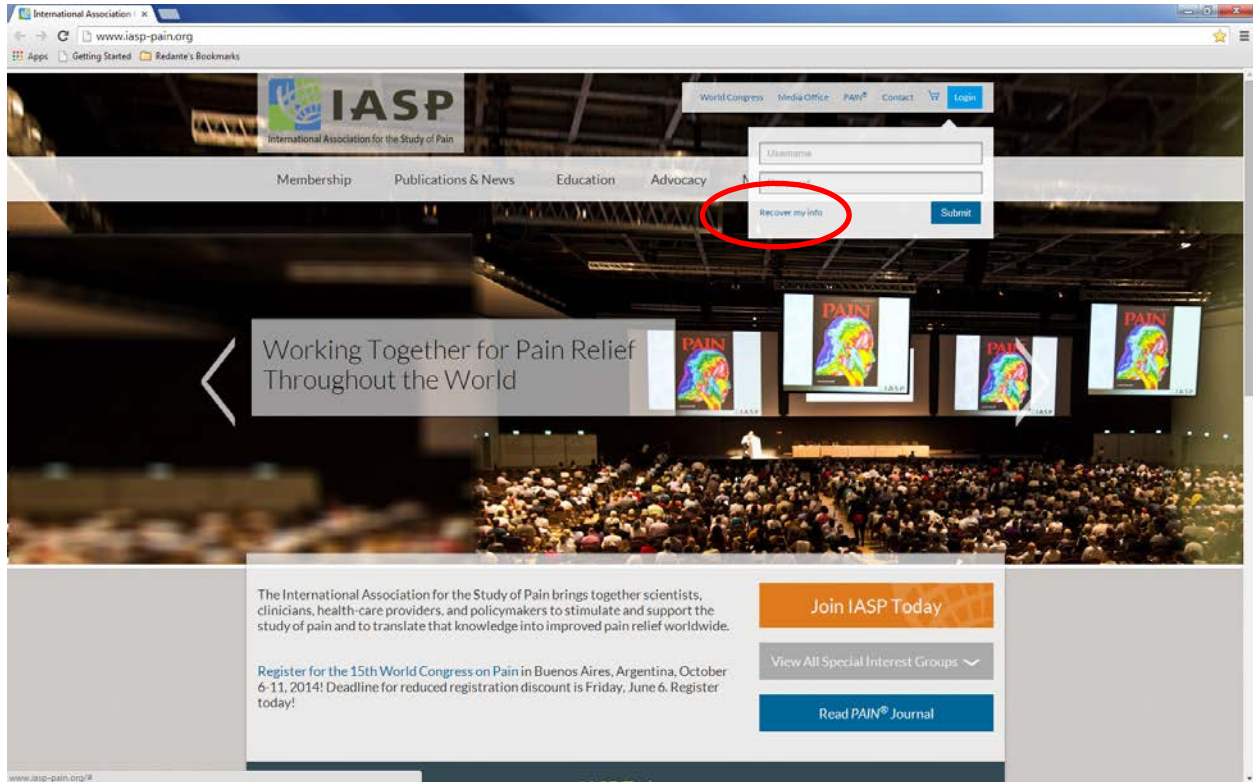 International Association
www.iasp-pain.org
Apps Getting Started Redante's Bookmarks
IASP
International Association for the Study of Pain
World Congress Media Office PAIN® Contact Login
Username
Membership Publications & News Education Advocacy
Recover my info Submit
Working Together for Pain Relief
Throughout the World
PAIN
PAIN
PAIN
PAIN
IASP
IASP
IASP
IASP
The International Association for the Study of Pain brings together scientists,
clinicians, health-care providers, and policymakers to stimulate and support the
study of pain and to translate that knowledge into improved pain relief worldwide.
Join IASP Today
View All Special Interest Groups
Register for the 15th World Congress on Pain in Buenos Aires, Argentina, October
6-11, 2014! Deadline for reduced registration discount is Friday, June 6. Register
today!
Read PAIN® Journal
www.iasp-pain.org/#